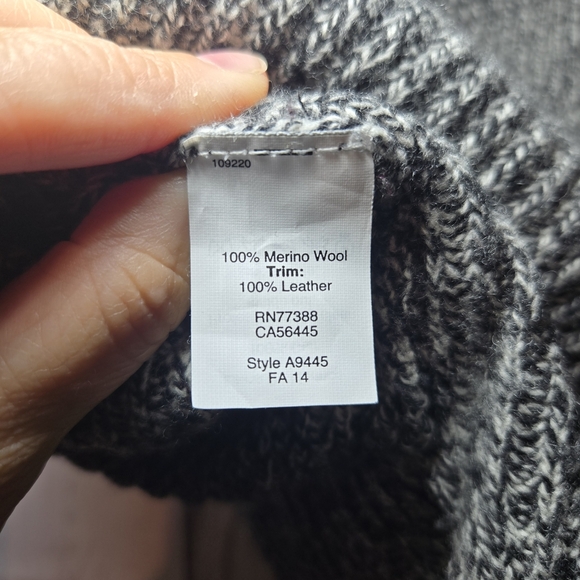 109220
100% Merino Wool
Trim:
100% Leather
RN77388
CA56445
Style A9445
FA 14